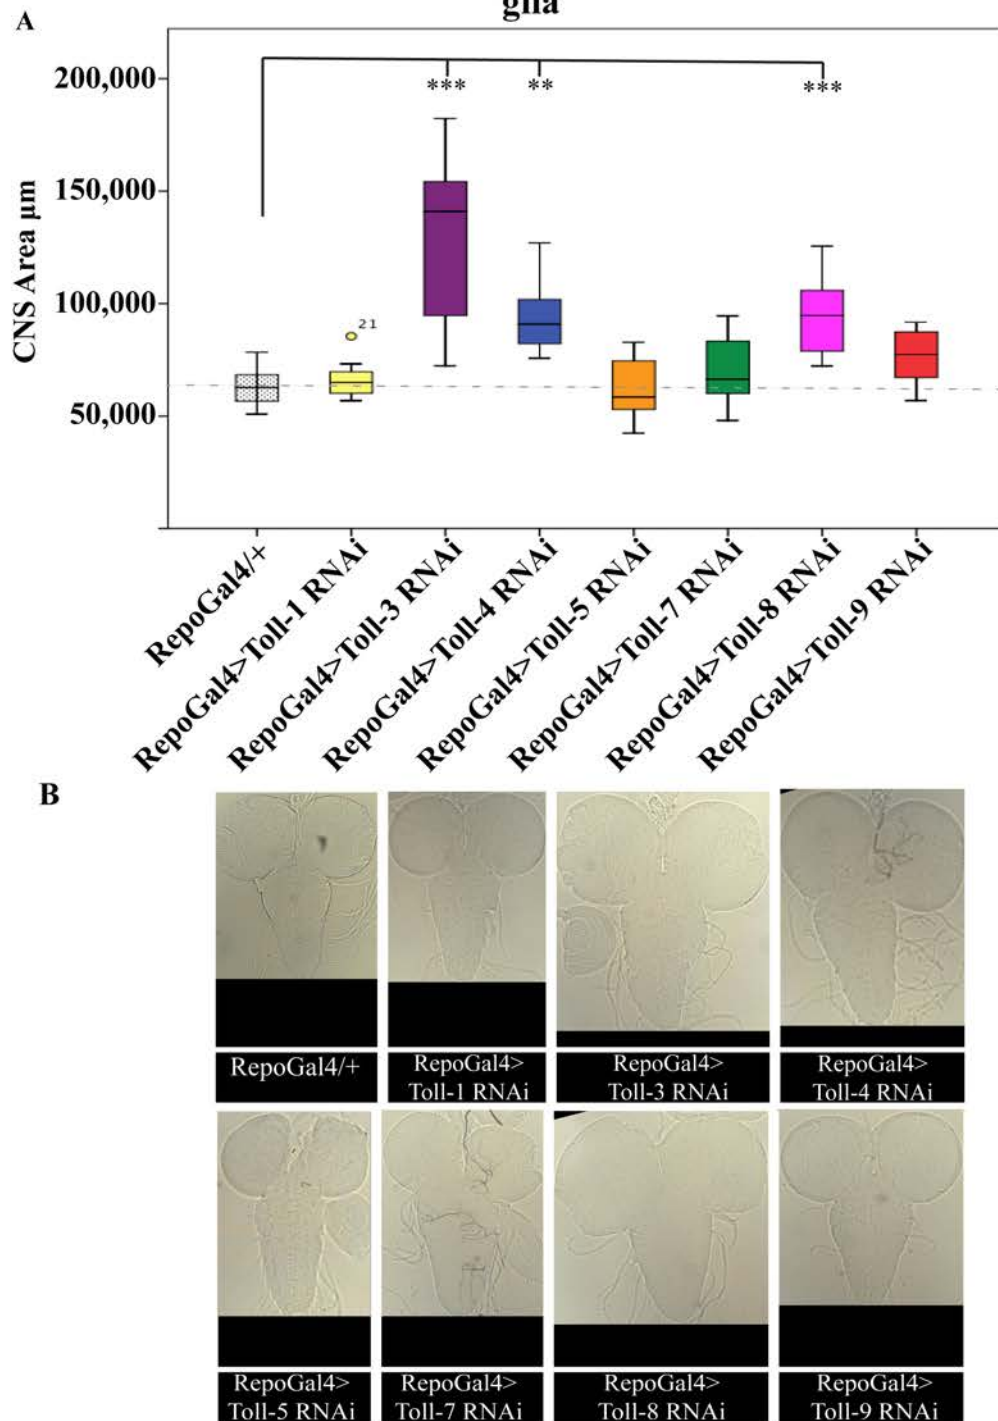 glia
A
CNS Area µm
200,000
150,000
100,000
50,000
***
**
***
21
RepoGal4/+
RepoGal4>Toll-1 RNAi
RepoGal4>Toll-3 RNAi
RepoGal4>Toll-4 RNAi
RepoGal4>Toll-5 RNAi
RepoGal4>Toll-7 RNAi
RepoGal4>Toll-8 RNAi
RepoGal4>Toll-9 RNAi
B
RepoGal4/+
RepoGal4>
Toll-1 RNAi
RepoGal4>
Toll-3 RNAi
RepoGal4>
Toll-4 RNAi
RepoGal4>
Toll-5 RNAi
RepoGal4>
Toll-7 RNAi
RepoGal4>
Toll-8 RNAi
RepoGal4>
Toll-9 RNAi